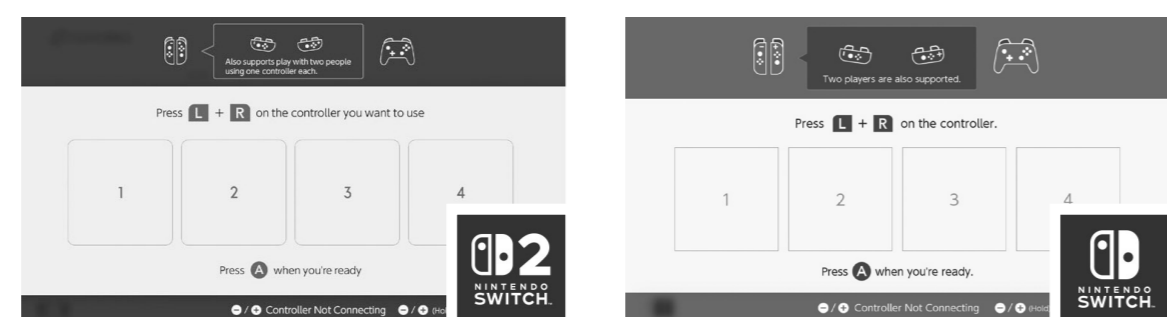 Also supports play with two people
using one controller each.
Press L + R on the controller you want to use
1 2 3 4
Press A when you're ready
⊖/⊕ Controller Not Connecting ⊖/⊕ (Hol
2
NINTENDO
SWITCH
Two players are also supported.
Press L + R on the controller.
1 2 3 4
Press A when you're ready.
⊖/⊕ Controller Not Connecting ⊖/⊕ (Hold
NINTENDO
SWITCH